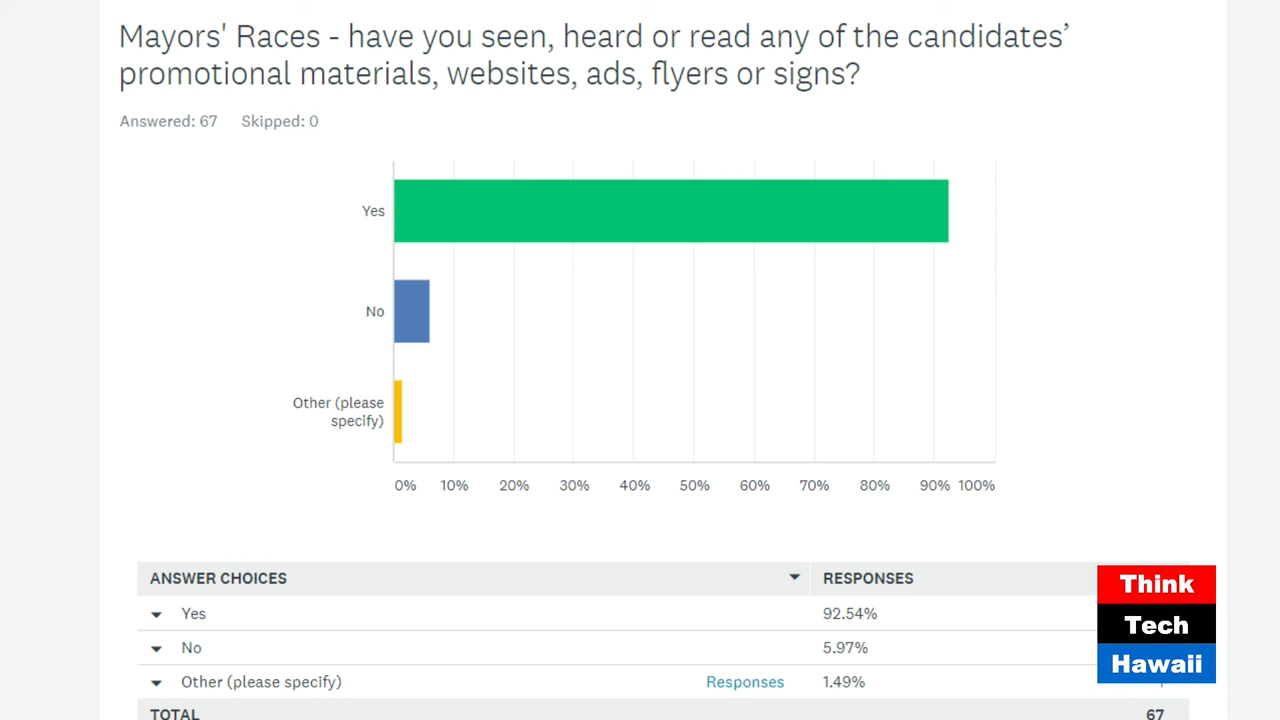 Mayors' Races - have you seen, heard or read any of the candidates’
promotional materials, websites, ads, flyers or signs?
Answered: 67 Skipped: 0
Yes
No
Other (please
specify)
0% 10% 20% 30% 40% 50% 60% 70% 80% 90% 100%
ANSWER CHOICES RESPONSES
Yes 92.54%
No 5.97%
Other (please specify) Responses 1.49%
TOTAL 67
Think
Tech
Hawaii